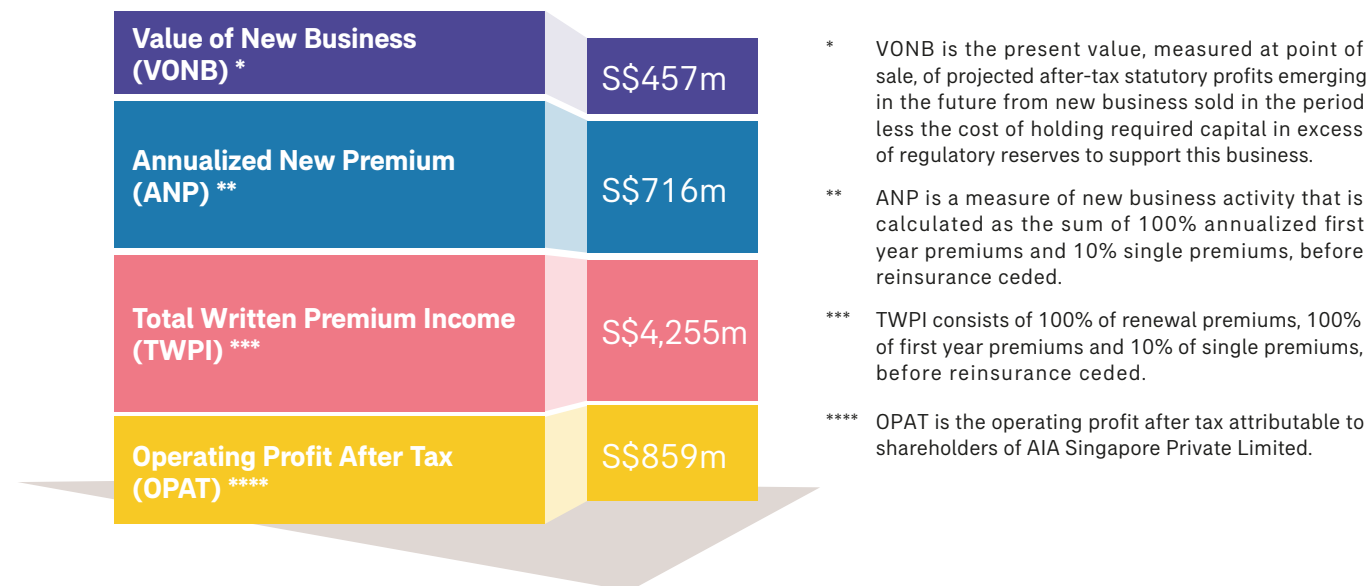 Value of New Business
(VONB) *
S$457m
Annualized New Premium
(ANP) **
S$716m
Total Written Premium Income
(TWPI) ***
S$4,255m
Operating Profit After Tax
(OPAT) ****
S$859m
* VONB is the present value, measured at point of
sale, of projected after-tax statutory profits emerging
in the future from new business sold in the period
less the cost of holding required capital in excess
of regulatory reserves to support this business.
** ANP is a measure of new business activity that is
calculated as the sum of 100% annualized first
year premiums and 10% single premiums, before
reinsurance ceded.
*** TWPI consists of 100% of renewal premiums, 100%
of first year premiums and 10% of single premiums,
before reinsurance ceded.
**** OPAT is the operating profit after tax attributable to
shareholders of AIA Singapore Private Limited.